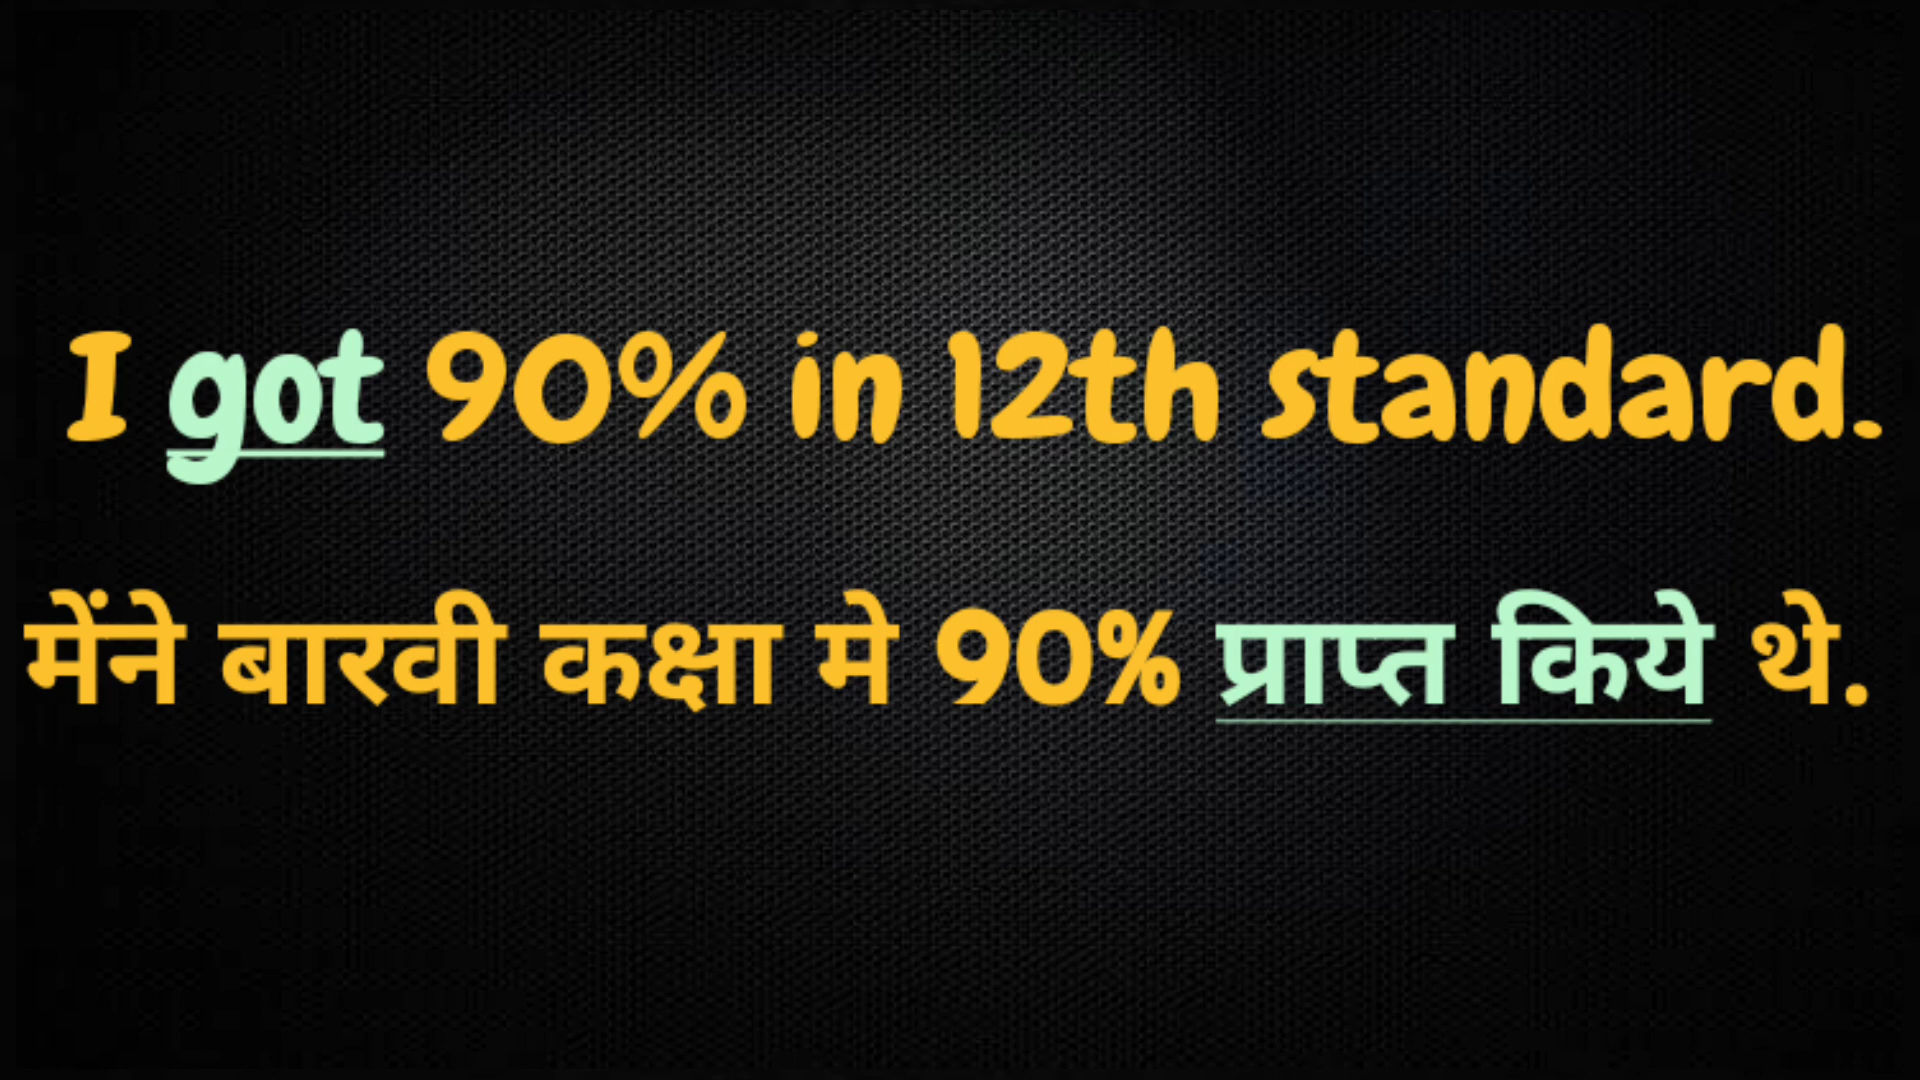 I got 90% in 12th standard.
मेंने बारवी कक्षा मे 90% प्राप्त किये थे.